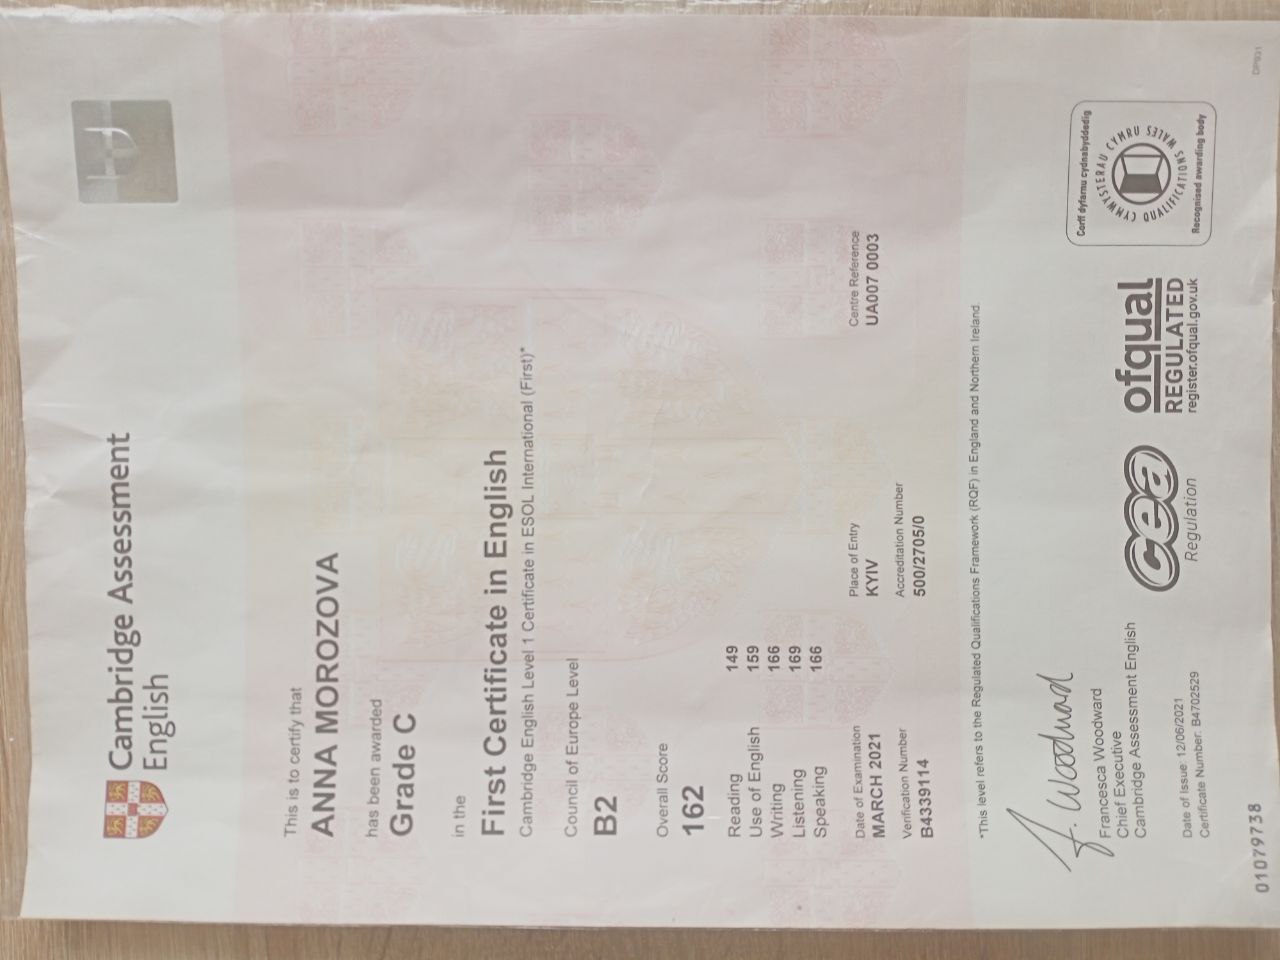 Cambridge Assessment
English
This is to certify that
ANNA MOROZOVA
has been awarded
Grade C
in the
First Certificate in English
Cambridge English Level 1 Certificate in ESOL International (First)*
Council of Europe Level
B2
Overall Score
162
Reading 149
Use of English 159
Writing 166
Listening 169
Speaking 166
Date of Examination Place of Entry Centre Reference
MARCH 2021 KYIV UA007 0003
Verification Number Accreditation Number
B4339114 500/2705/0
*This level refers to the Regulated Qualifications Framework (RQF) in England and Northern Ireland.
F. Woodward
Francesca Woodward
Chief Executive
Cambridge Assessment English
Date of Issue: 12/06/2021
Certificate Number: B4702529
cea
Regulation
ofqual
REGULATED
register.ofqual.gov.uk
Corff dyfarnu cydnabyddedig
CYMWYSTERAU CYMRU
QUALIFICATIONS WALES
Recognised awarding body
01079738
DP931